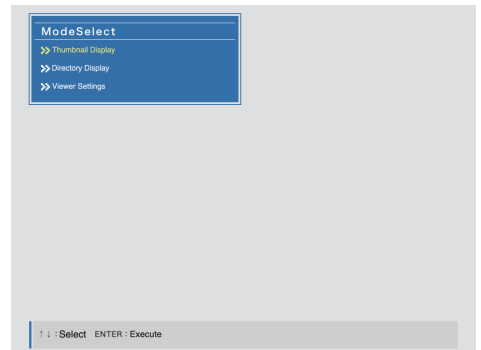 ModeSelect
Thumbnail Display
Directory Display
Viewer Settings
↑↓:Select ENTER:Execute